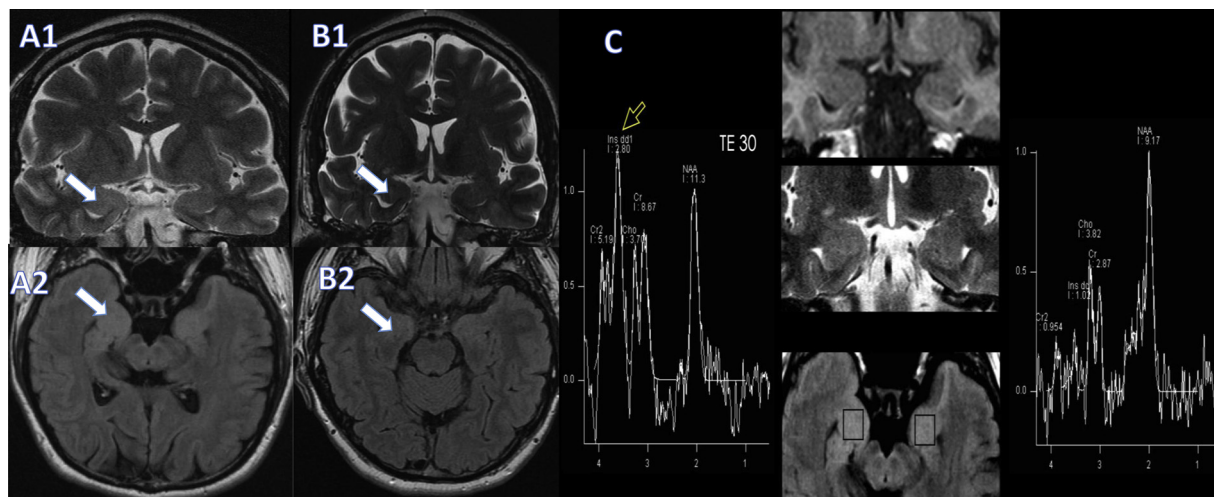 A1
B1
A2
B2
C
TE 30
Ins dd1
I : 2.80
NAA
I : 11.3
Cr
I : 8.67
Cr2
I : 5.19
Cho
I : 3.70
1.0
0.5
0.0
4 3 2 1
NAA
I : 9.17
Cho
I : 3.82
Cr
I : 2.87
Ins dd
I : 1.02
Cr2
I : 0.954
1.0
0.5
0.0
4 3 2 1